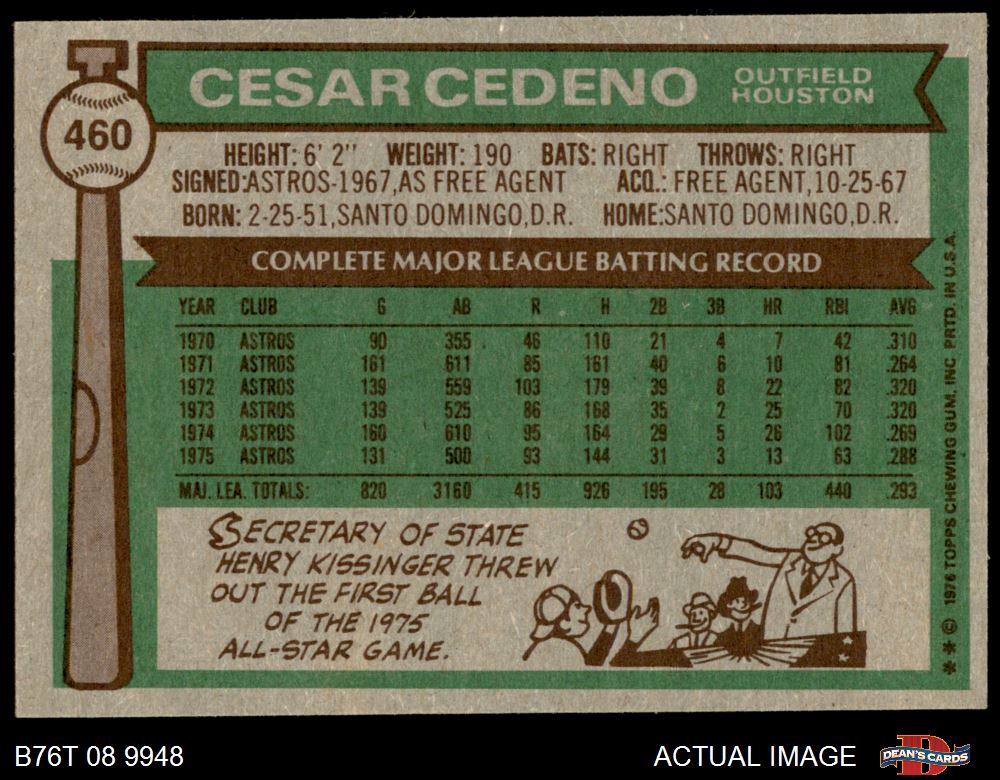 CESAR CEDENO OUTFIELD HOUSTON
460
HEIGHT: 6' 2" WEIGHT: 190 BATS: RIGHT THROWS: RIGHT
SIGNED:ASTROS-1967,AS FREE AGENT ACQ.: FREE AGENT,10-25-67
BORN: 2-25-51,SANTO DOMINGO,D.R. HOME:SANTO DOMINGO,D.R.
COMPLETE MAJOR LEAGUE BATTING RECORD
YEAR CLUB G AB R H 2B 3B HR RBI AVG
1970 ASTROS 90 355 46 110 21 4 7 42 .310
1971 ASTROS 161 611 85 161 40 6 10 81 .264
1972 ASTROS 139 559 103 179 39 8 22 82 .320
1973 ASTROS 139 525 86 168 35 2 25 70 .320
1974 ASTROS 160 610 95 164 29 5 26 102 .269
1975 ASTROS 131 500 93 144 31 3 13 63 .288
MAJ. LEA. TOTALS: 820 3160 415 926 195 28 103 440 .293
SECRETARY OF STATE
HENRY KISSINGER THREW
OUT THE FIRST BALL
OF THE 1975
ALL-STAR GAME.
** © 1976 TOPPS CHEWING GUM, INC PRTD. IN U.S.A.
B76T 08 9948 ACTUAL IMAGE DEAN'S CARDS